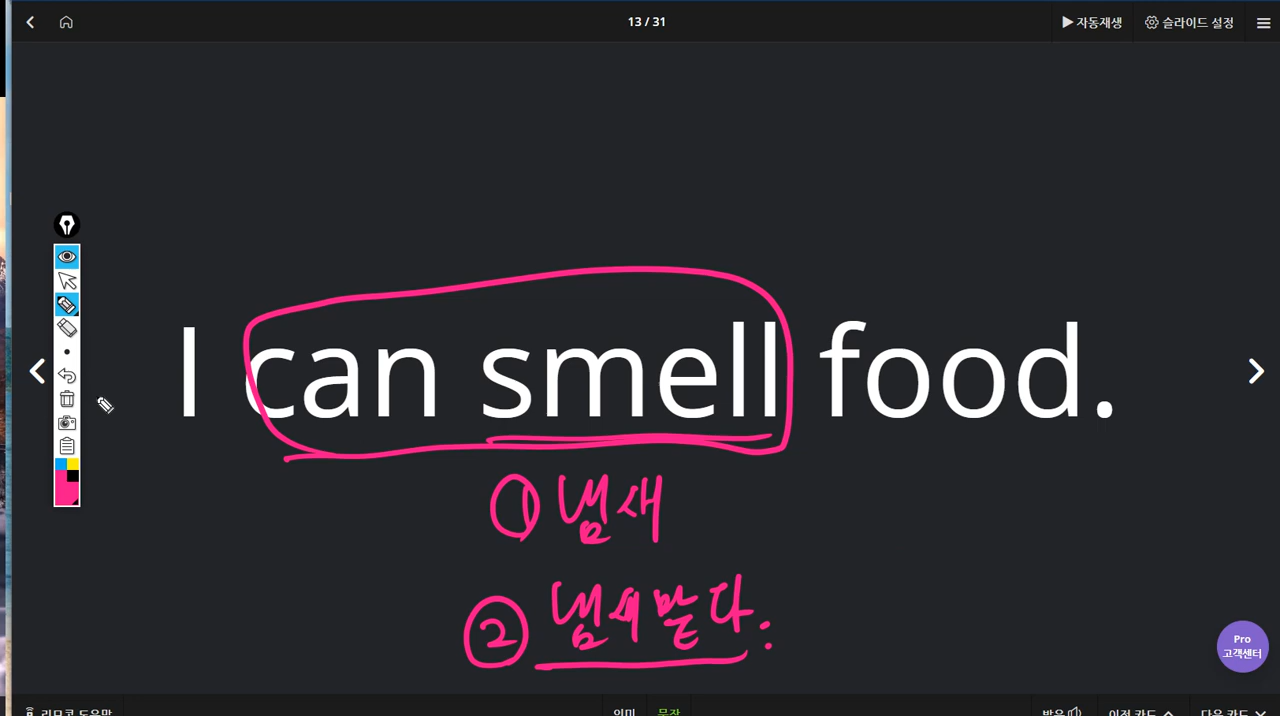 13 / 31
▶ 자동재생
슬라이드 설정
I can smell food.
① 냄새
② 냄새맡다:
Pro
고객센터
리모콘 도움말
의미
문장
발음
이전 카드
다음 카드